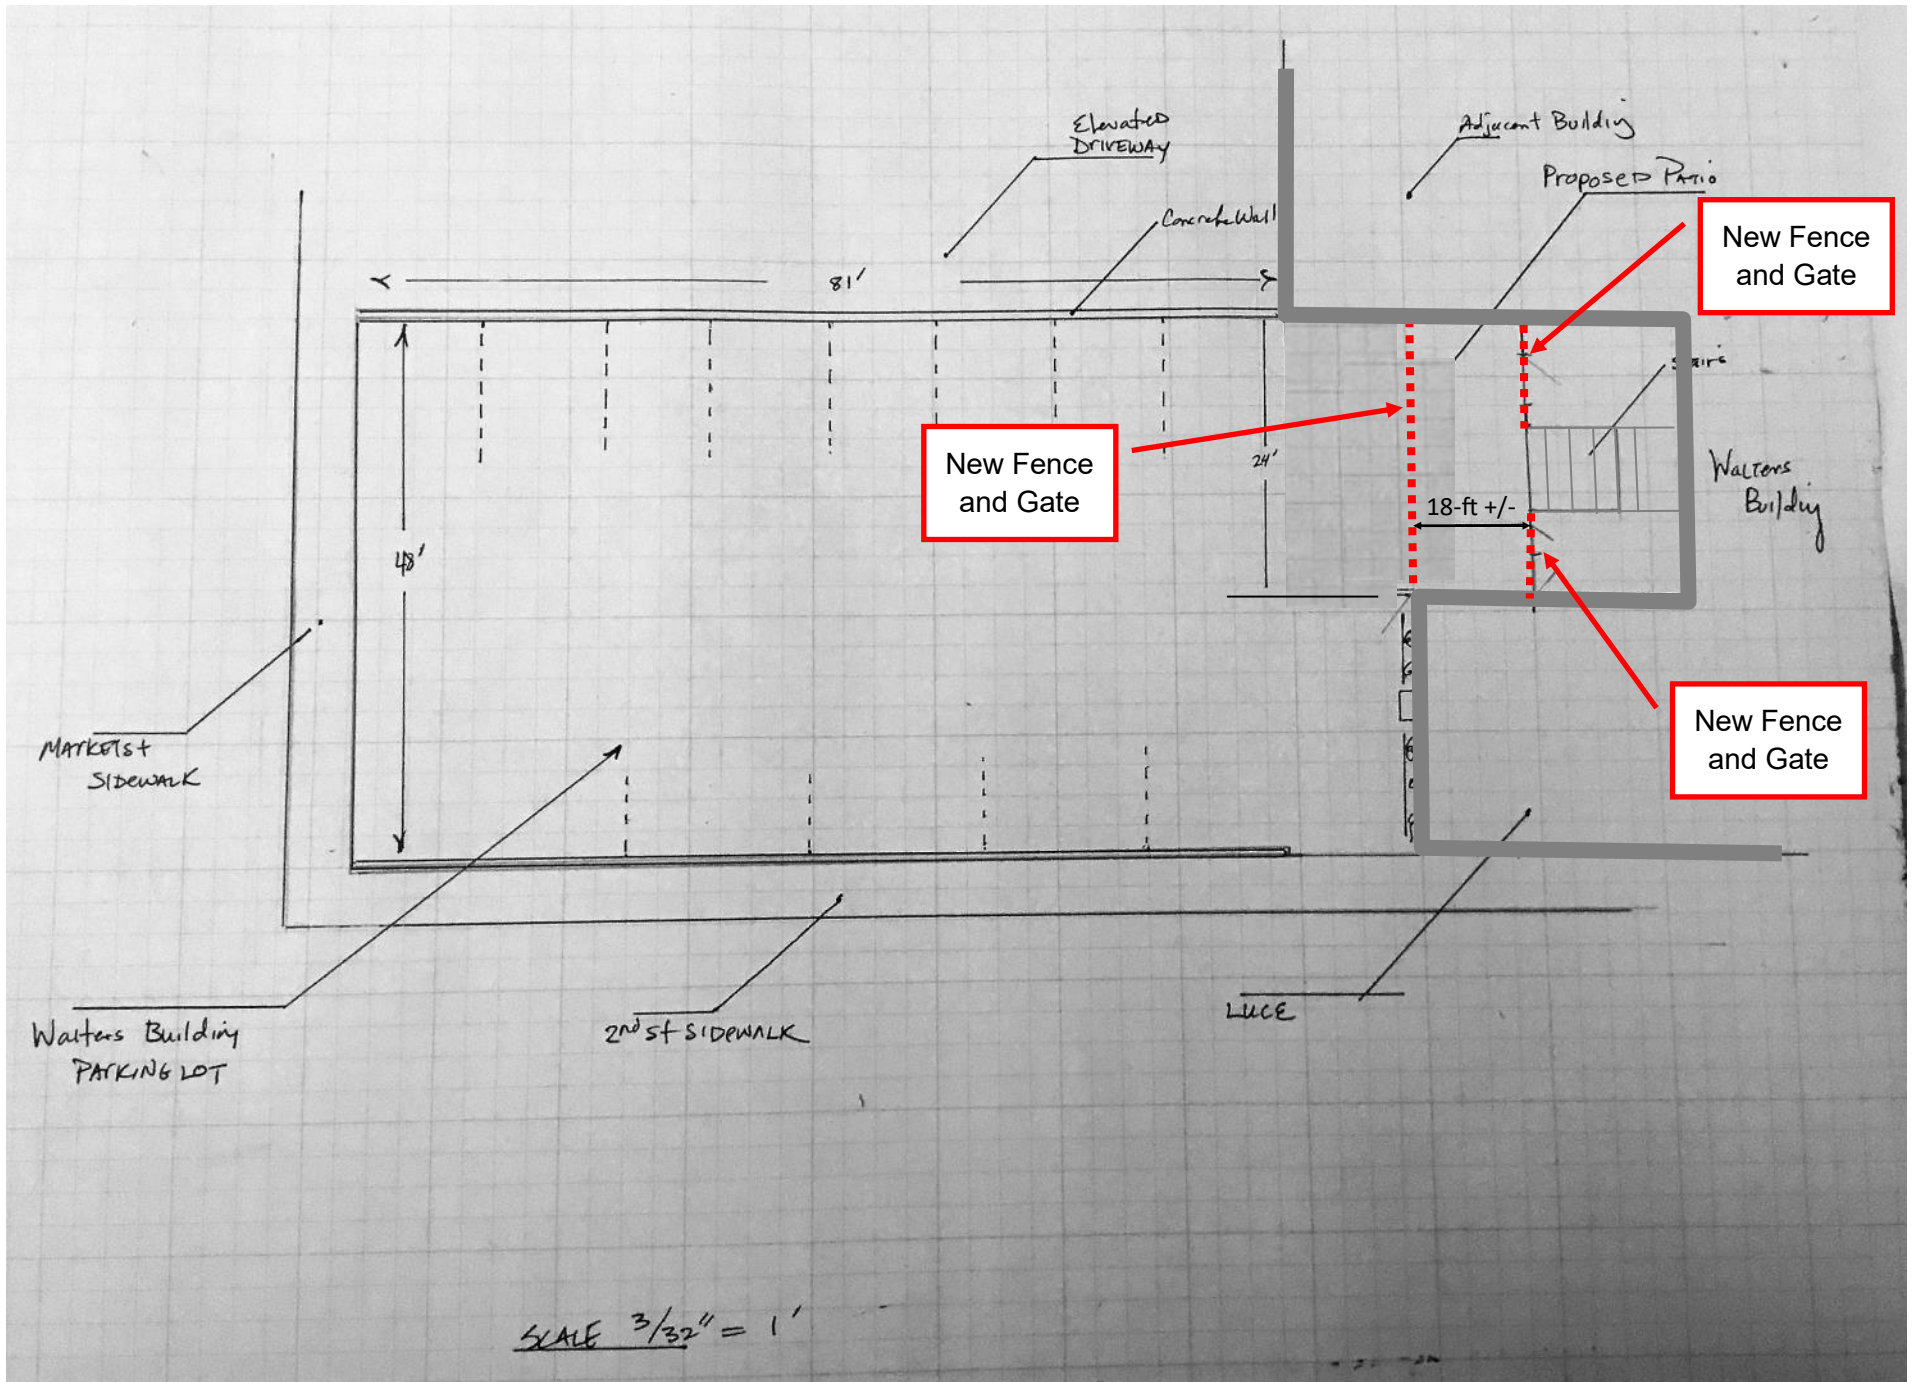 Elevated
DRIVEWAY
Adjacent Building
Proposed Patio
Concrete Wall
New Fence
and Gate
81'
Stairs
24'
New Fence
and Gate
Walters
Building
18-ft +/-
48'
New Fence
and Gate
MARKET St
SIDEWALK
LUCE
Walters Building
PARKING LOT
2nd St SIDEWALK
SCALE 3/32" = 1'